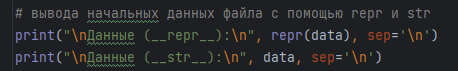 # вывода начальных данных файла с помощью repr и str
print("\nДанные (__repr__):\n", repr(data), sep='\n')
print("\nДанные (__str__):\n", data, sep='\n')